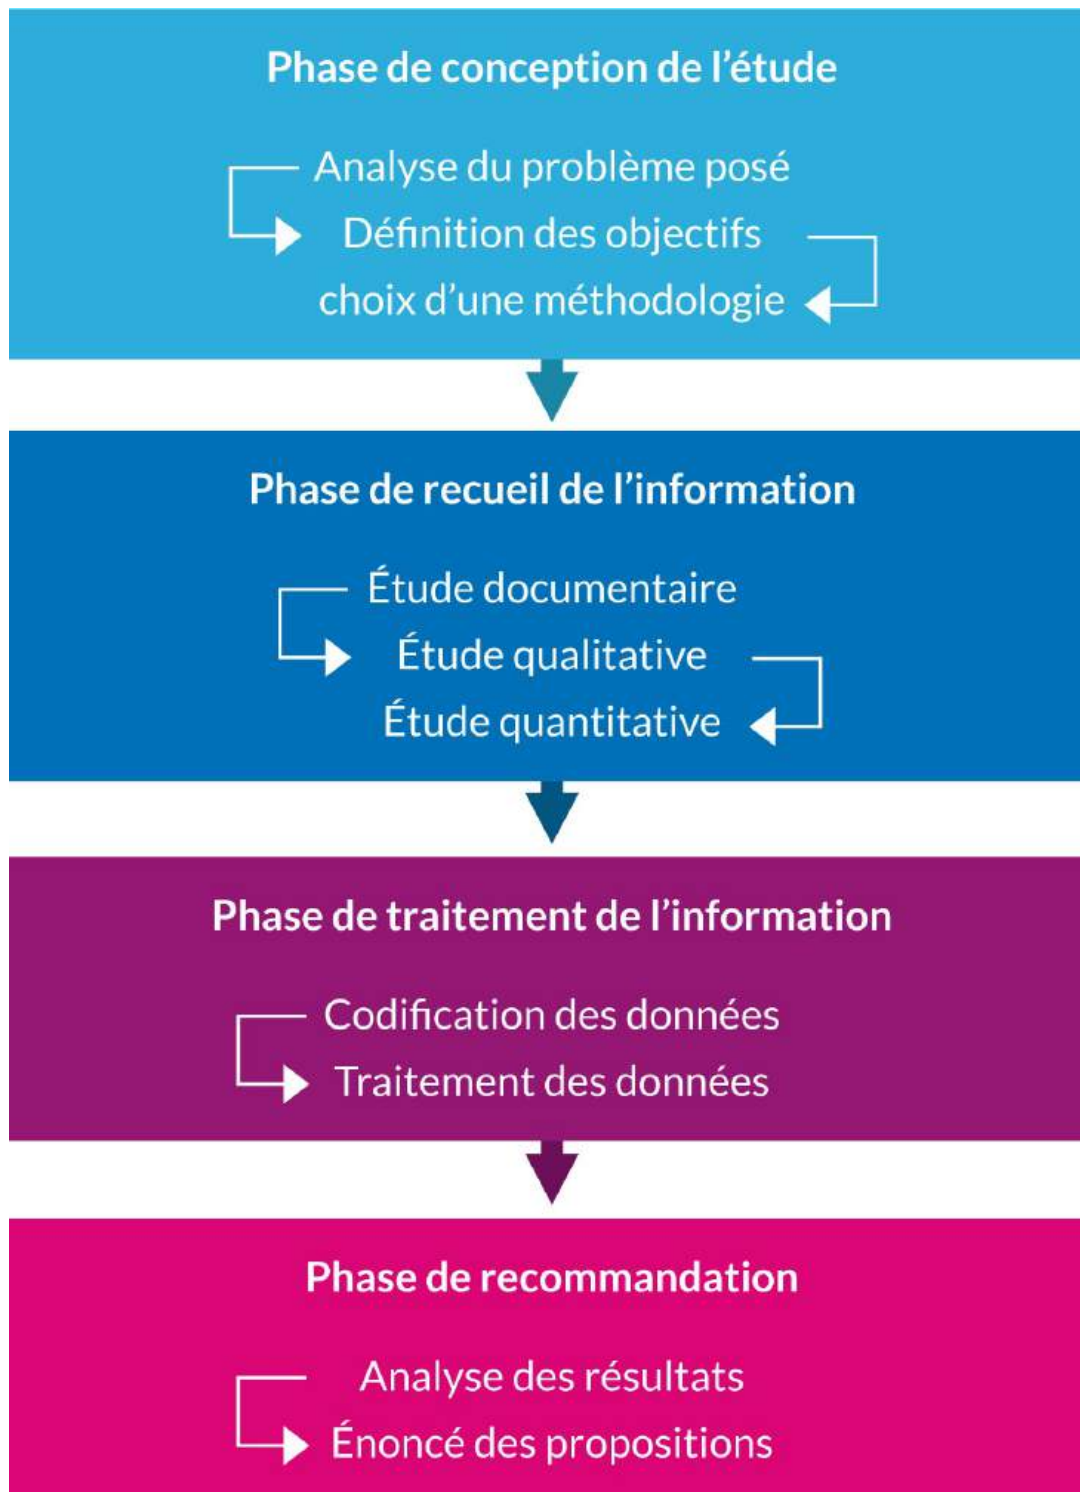 Phase de conception de l’étude
Analyse du problème posé
Définition des objectifs
choix d’une méthodologie
Phase de recueil de l’information
Étude documentaire
Étude qualitative
Étude quantitative
Phase de traitement de l’information
Codification des données
Traitement des données
Phase de recommandation
Analyse des résultats
Énoncé des propositions